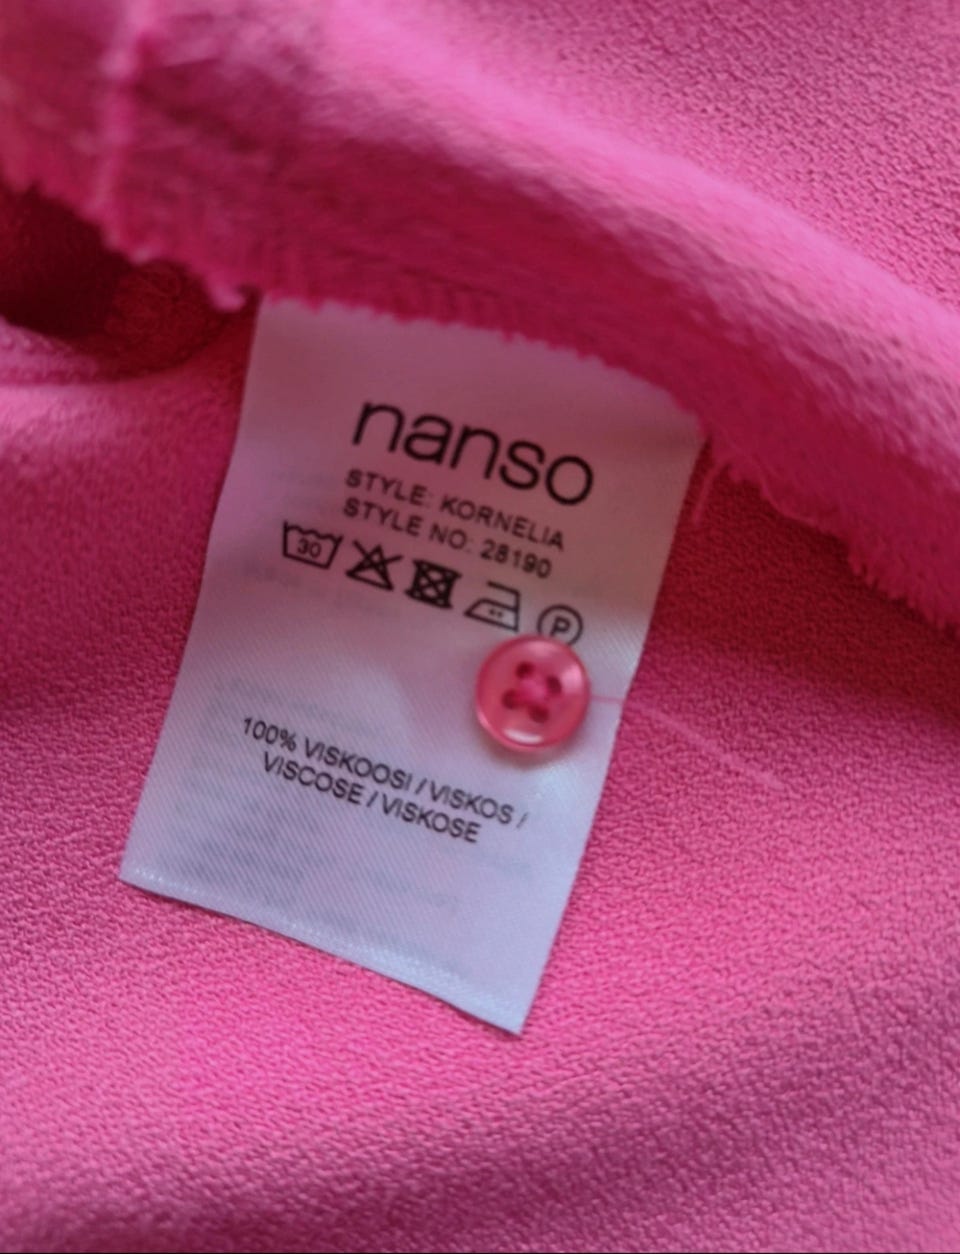 nanso
STYLE: KORNELIA
STYLE NO: 28190
30
P
100% VISKOOSI / VISKOS /
VISCOSE / VISKOSE